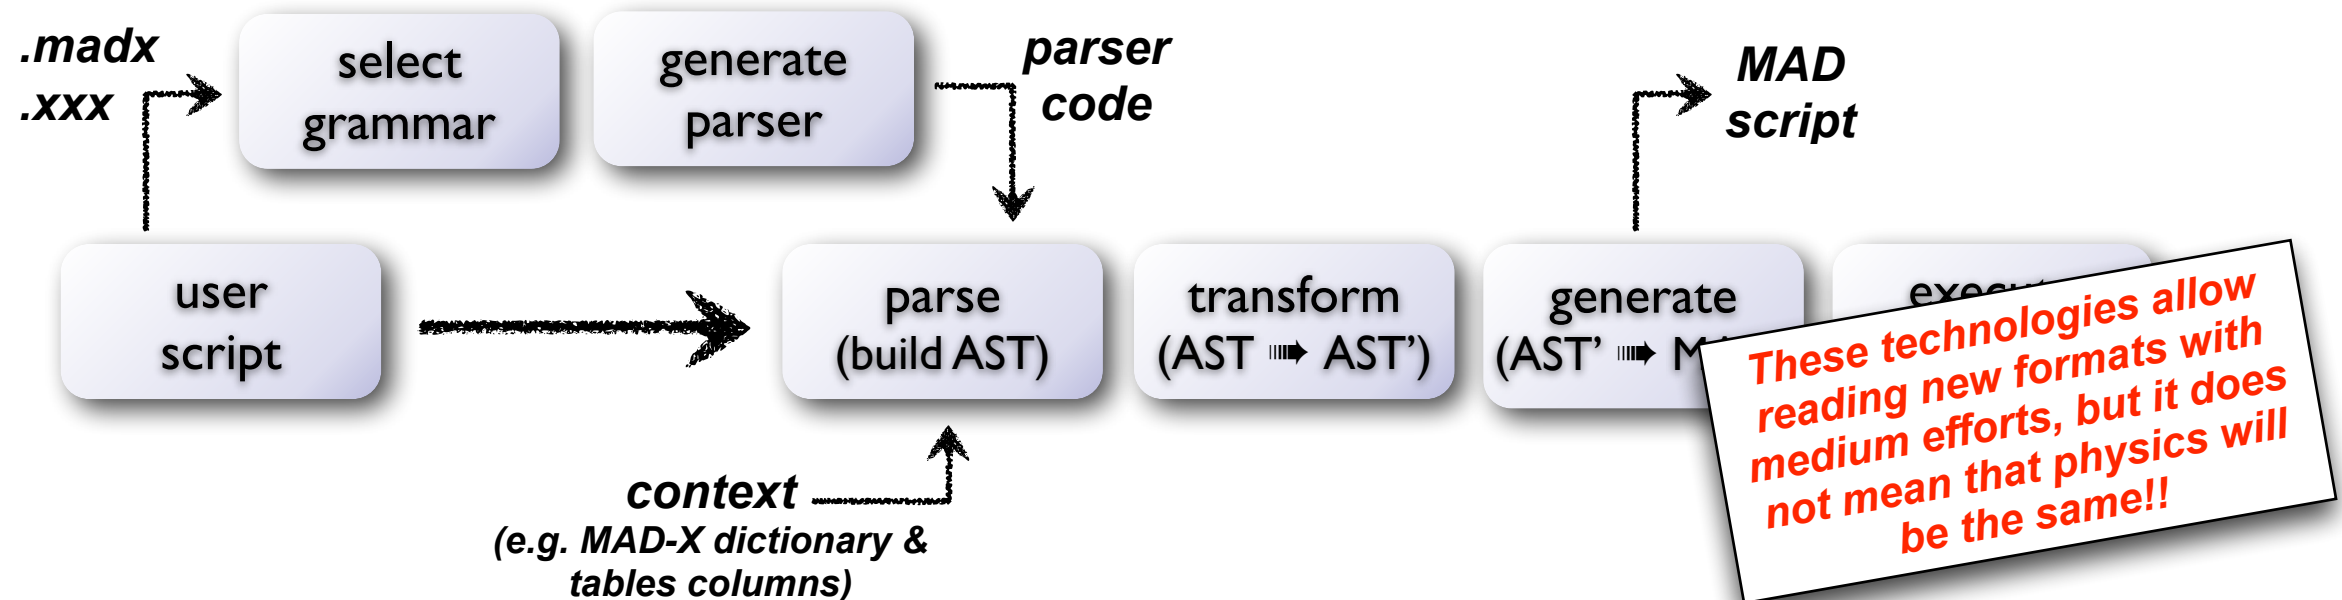 .madx
.xxx
select
grammar
generate
parser
parser
code
MAD
script
user
script
parse
(build AST)
transform
(AST ➠ AST’)
generate
(AST’ ➠
These technologies allow
reading new formats with
medium efforts, but it does
not mean that physics will
be the same!!
context
(e.g. MAD-X dictionary &
tables columns)